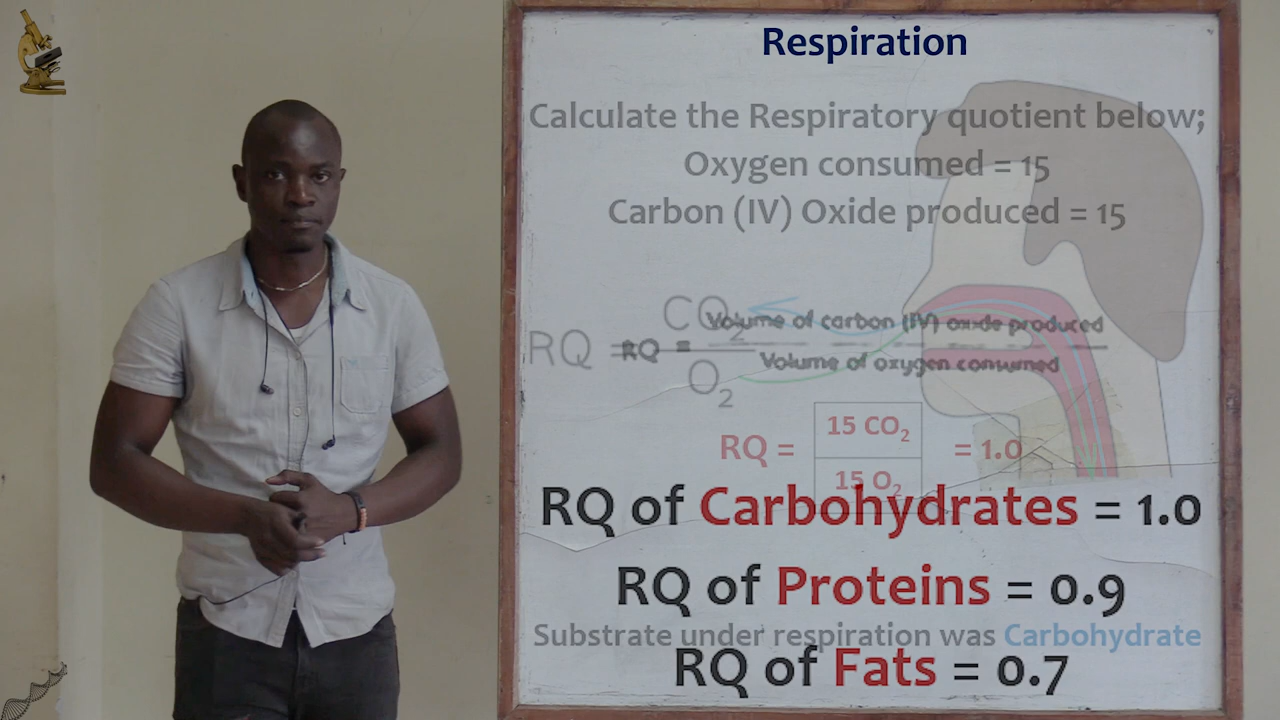 Respiration
Calculate the Respiratory quotient below;
Oxygen consumed = 15
Carbon (IV) Oxide produced = 15
RQ = CO2
O2
RQ = Volume of carbon (IV) oxide produced
Volume of oxygen consumed
RQ = 15 CO2 = 1.0
15 O2
RQ of Carbohydrates = 1.0
RQ of Proteins = 0.9
Substrate under respiration was Carbohydrate
RQ of Fats = 0.7